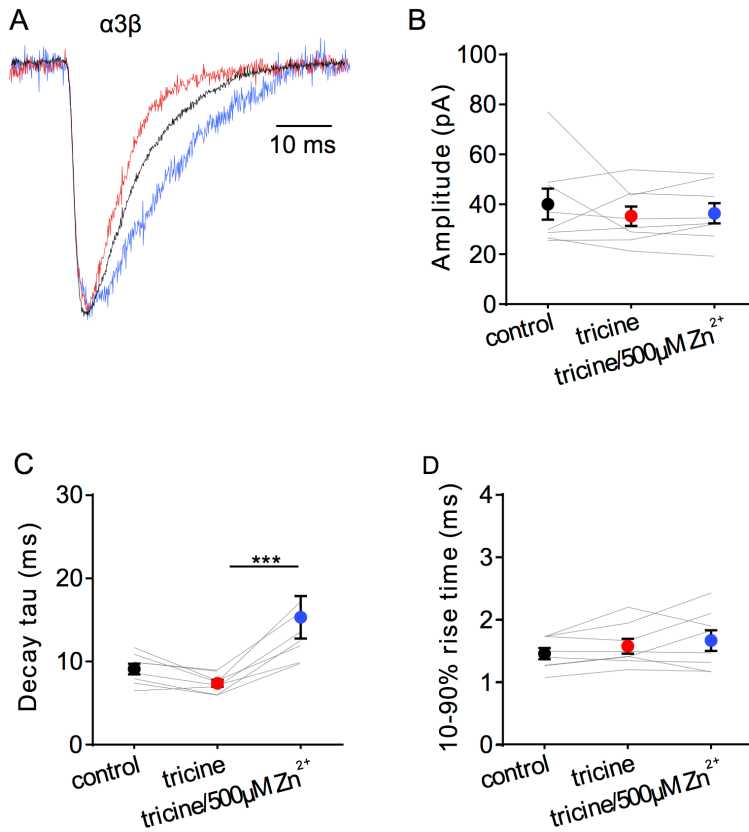 A
α3β
10 ms
B
Amplitude (pA)
100
80
60
40
20
0
control
tricine
tricine/500µM Zn²⁺
C
Decay tau (ms)
30
20
10
0
***
control
tricine
tricine/500µM Zn²⁺
D
10-90% rise time (ms)
4
3
2
1
0
control
tricine
tricine/500µM Zn²⁺